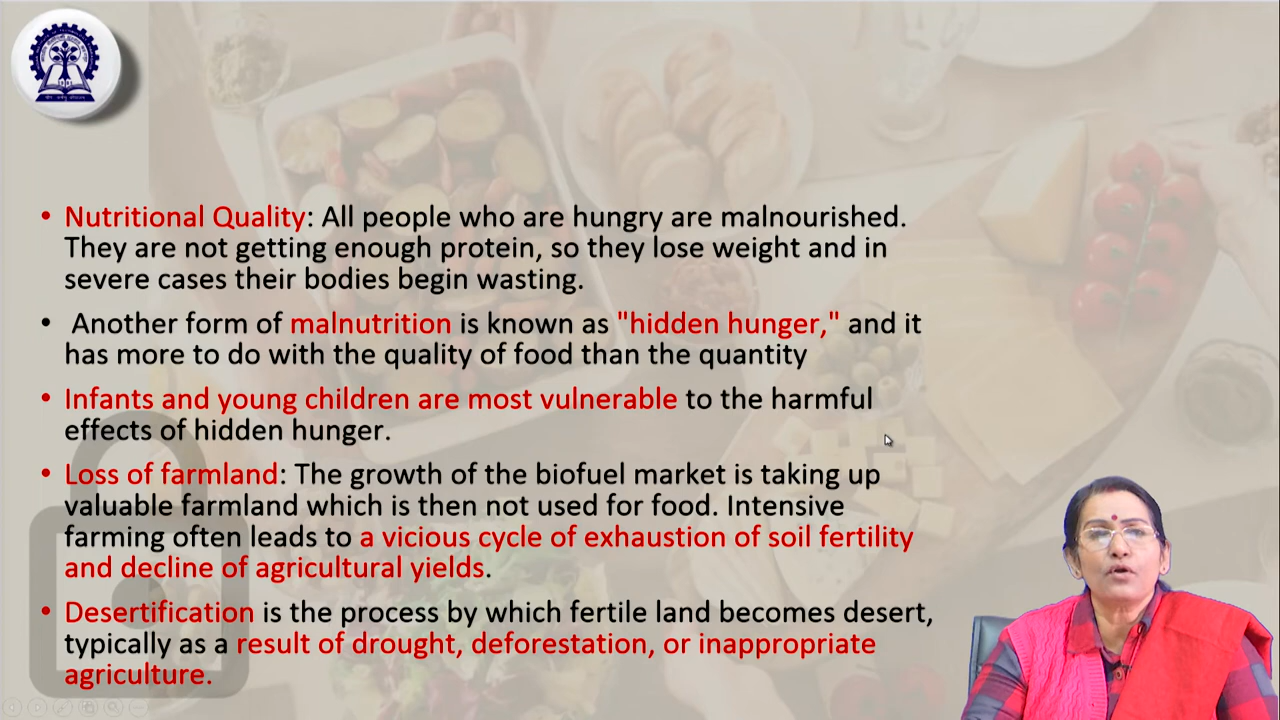 • Nutritional Quality: All people who are hungry are malnourished.
They are not getting enough protein, so they lose weight and in
severe cases their bodies begin wasting.
• Another form of malnutrition is known as "hidden hunger," and it
has more to do with the quality of food than the quantity
• Infants and young children are most vulnerable to the harmful
effects of hidden hunger.
• Loss of farmland: The growth of the biofuel market is taking up
valuable farmland which is then not used for food. Intensive
farming often leads to a vicious cycle of exhaustion of soil fertility
and decline of agricultural yields.
• Desertification is the process by which fertile land becomes desert,
typically as a result of drought, deforestation, or inappropriate
agriculture.